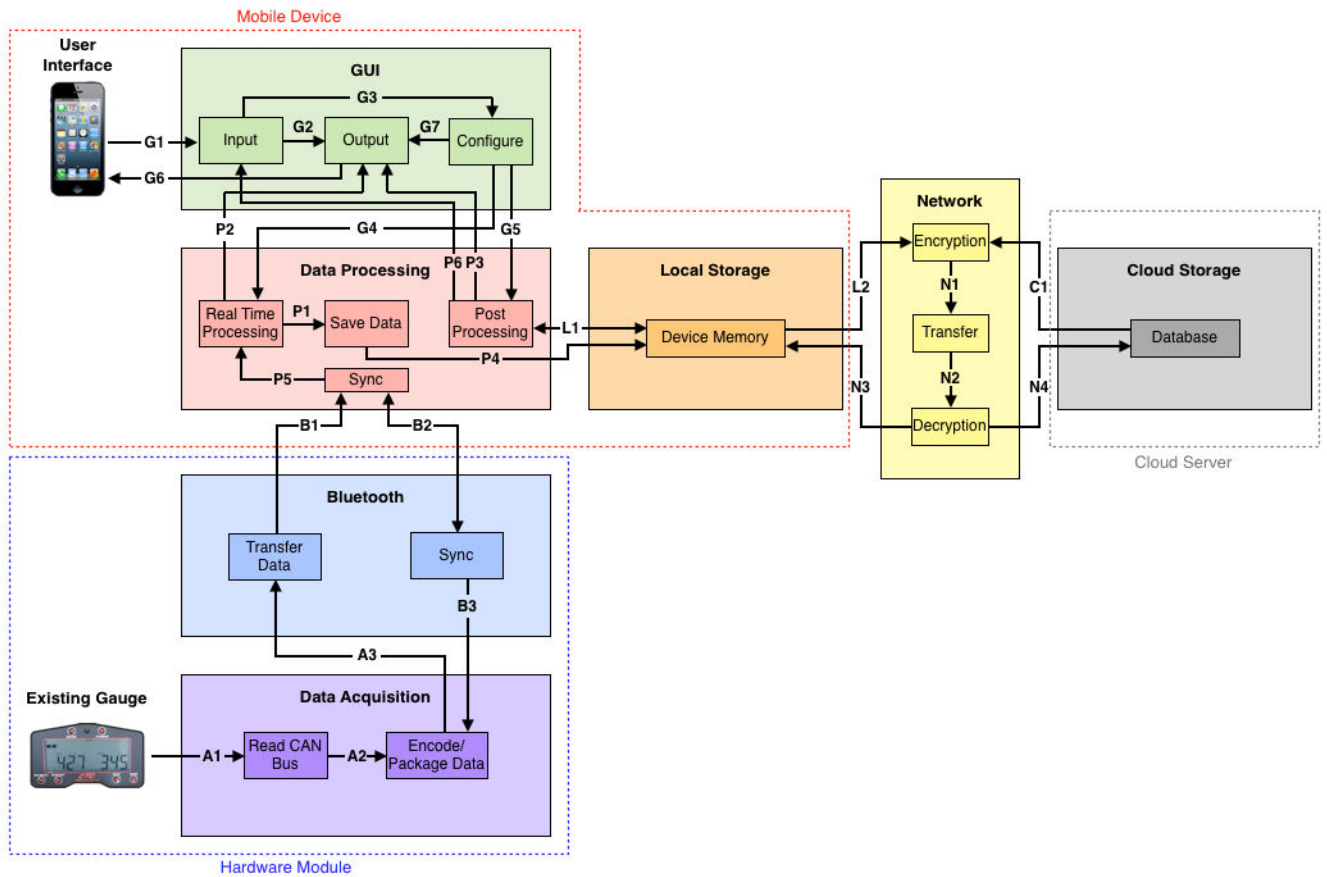 Mobile Device
User
Interface
GUI
G3
Input
G2
Output
G7
Configure
G1
G6
P2
G4
P6
P3
G5
Data Processing
Real Time
Processing
P1
Save Data
Post
Processing
P4
P5
Sync
Local Storage
L1
Device Memory
L2
Network
Encryption
N1
Transfer
N2
Decryption
N3
C1
N4
Cloud Storage
Database
Cloud Server
B1
B2
Bluetooth
Transfer
Data
Sync
B3
A3
Existing Gauge
427 345
Data Acquisition
A1
Read CAN
Bus
A2
Encode/
Package Data
Hardware Module